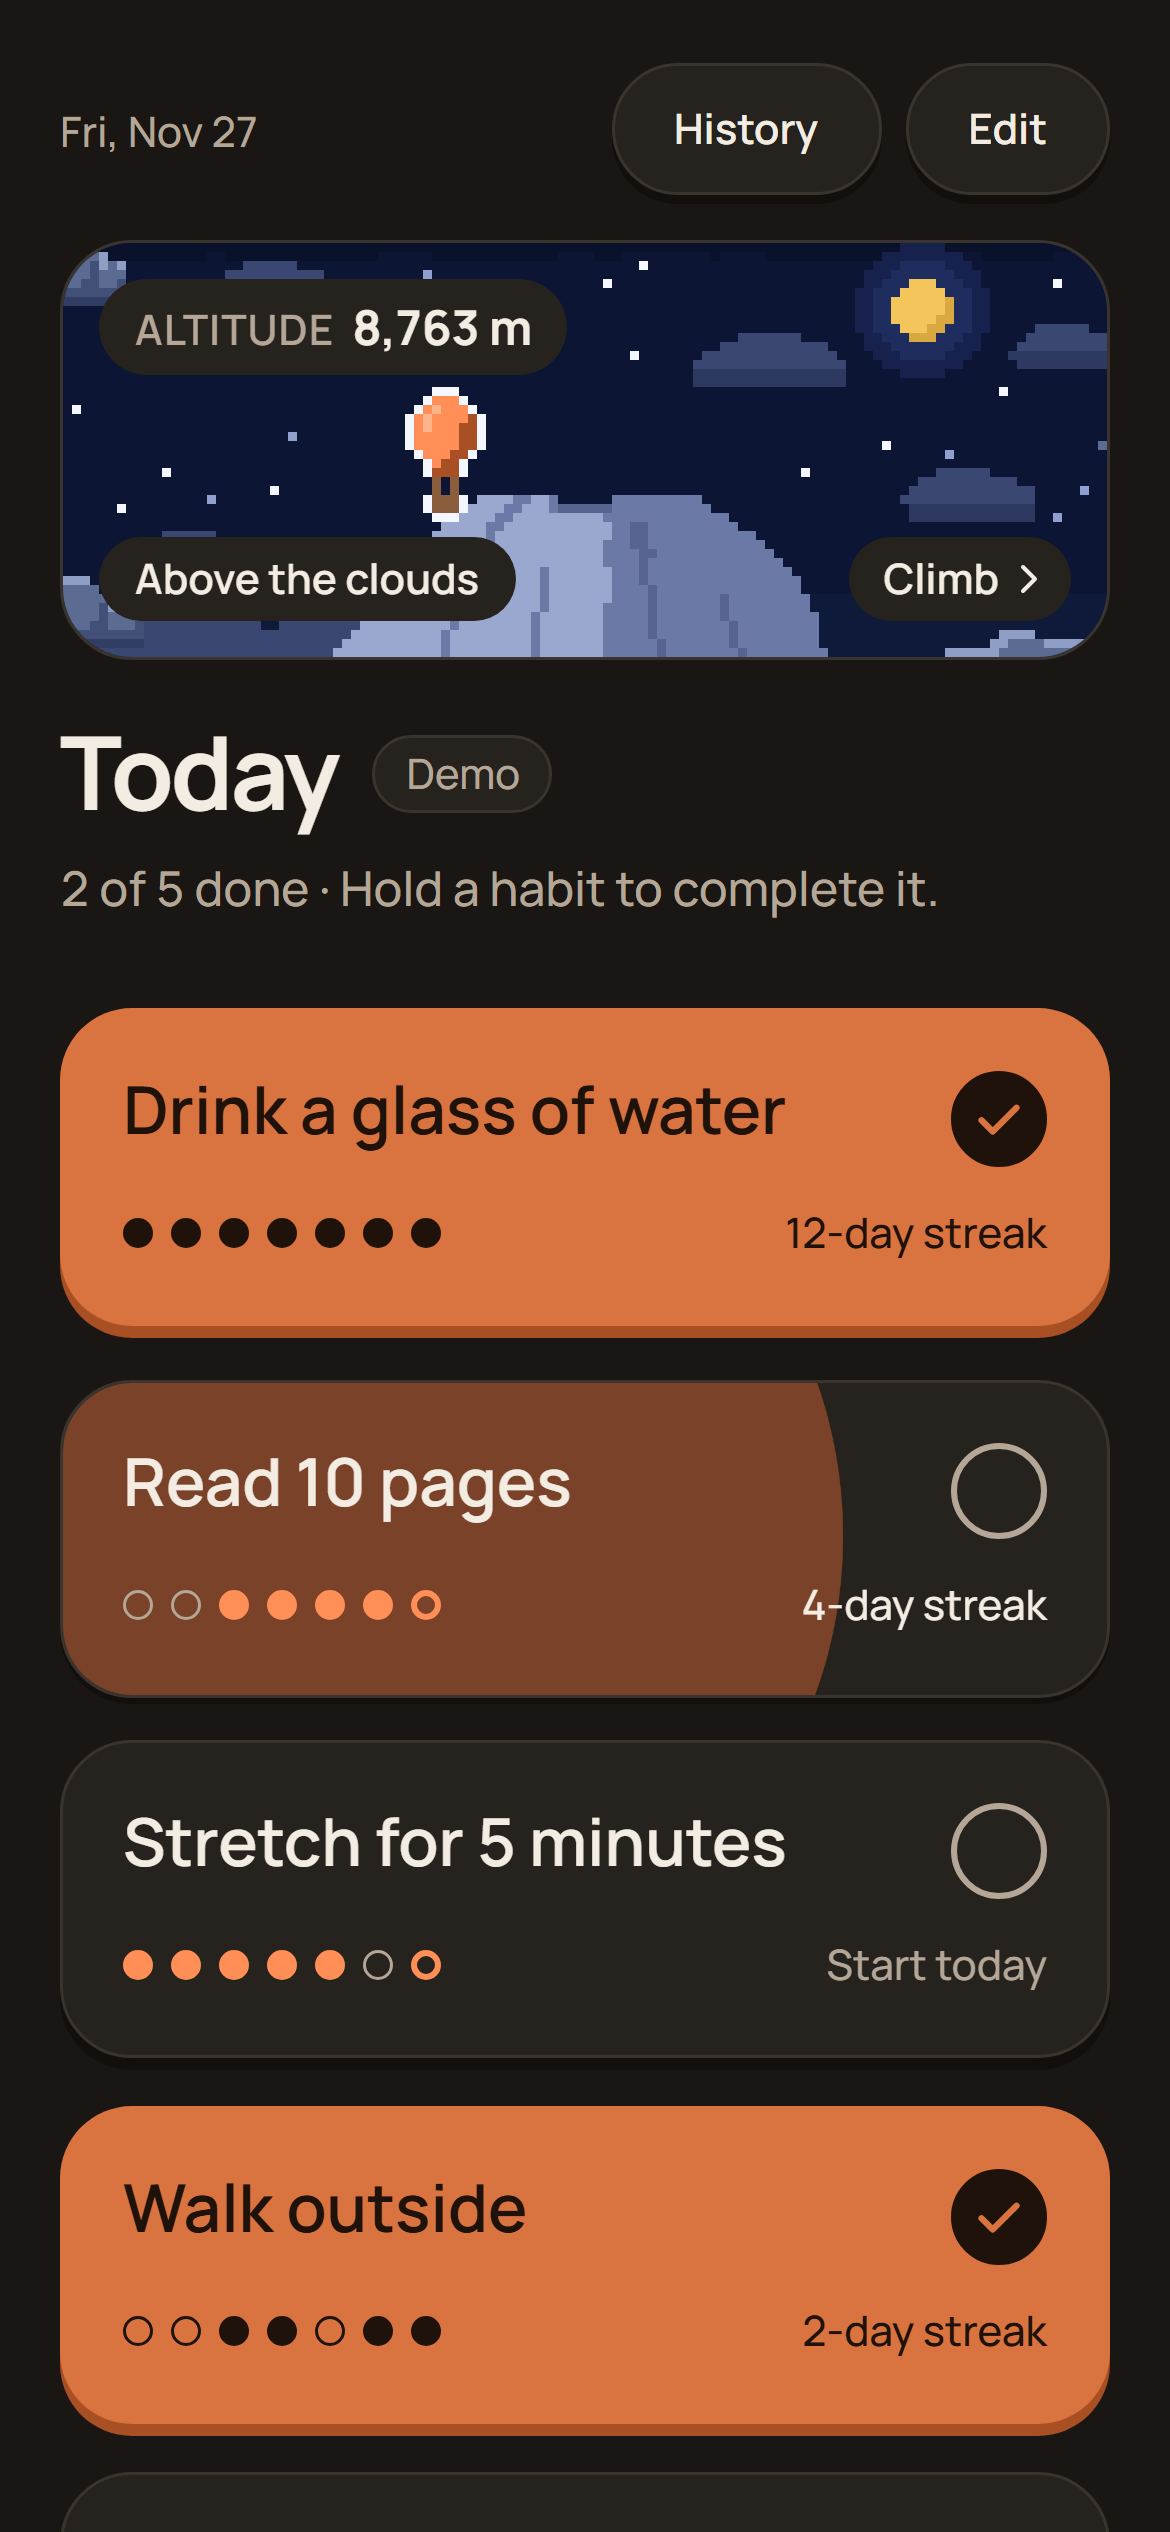 Fri, Nov 27
History
Edit
ALTITUDE 8,763 m
Above the clouds
Climb
Today
Demo
2 of 5 done · Hold a habit to complete it.
Drink a glass of water
12-day streak
Read 10 pages
4-day streak
Stretch for 5 minutes
Start today
Walk outside
2-day streak